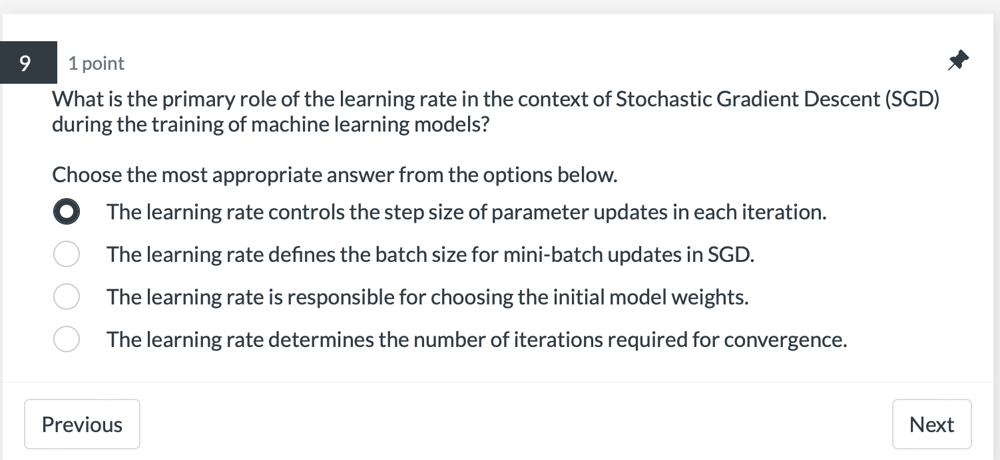 9
1 point
What is the primary role of the learning rate in the context of Stochastic Gradient Descent (SGD)
during the training of machine learning models?
Choose the most appropriate answer from the options below.
The learning rate controls the step size of parameter updates in each iteration.
The learning rate defines the batch size for mini-batch updates in SGD.
The learning rate is responsible for choosing the initial model weights.
The learning rate determines the number of iterations required for convergence.
Previous
Next